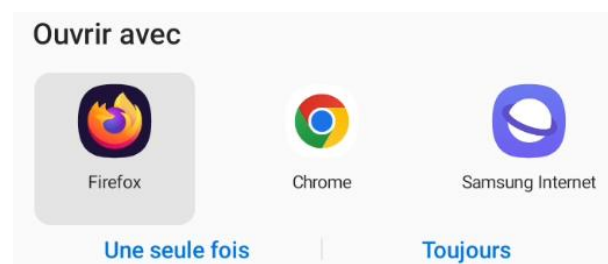 Ouvrir avec
Firefox Chrome Samsung Internet
Une seule fois Toujours